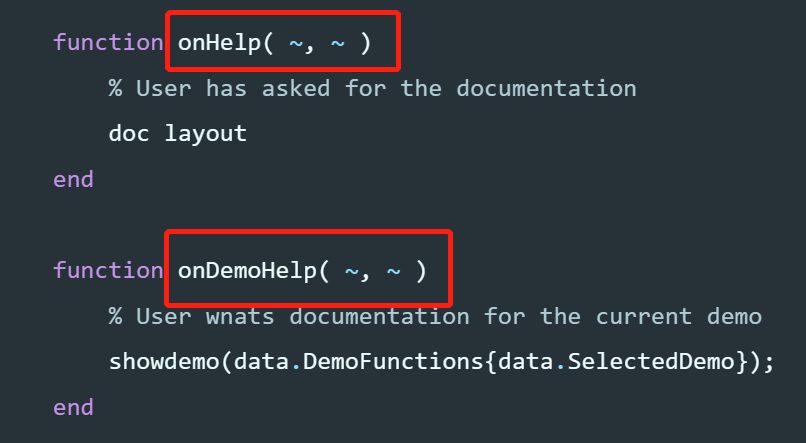 function onHelp( ~, ~ )
% User has asked for the documentation
doc layout
end
function onDemoHelp( ~, ~ )
% User wnats documentation for the current demo
showdemo(data.DemoFunctions{data.SelectedDemo});
end